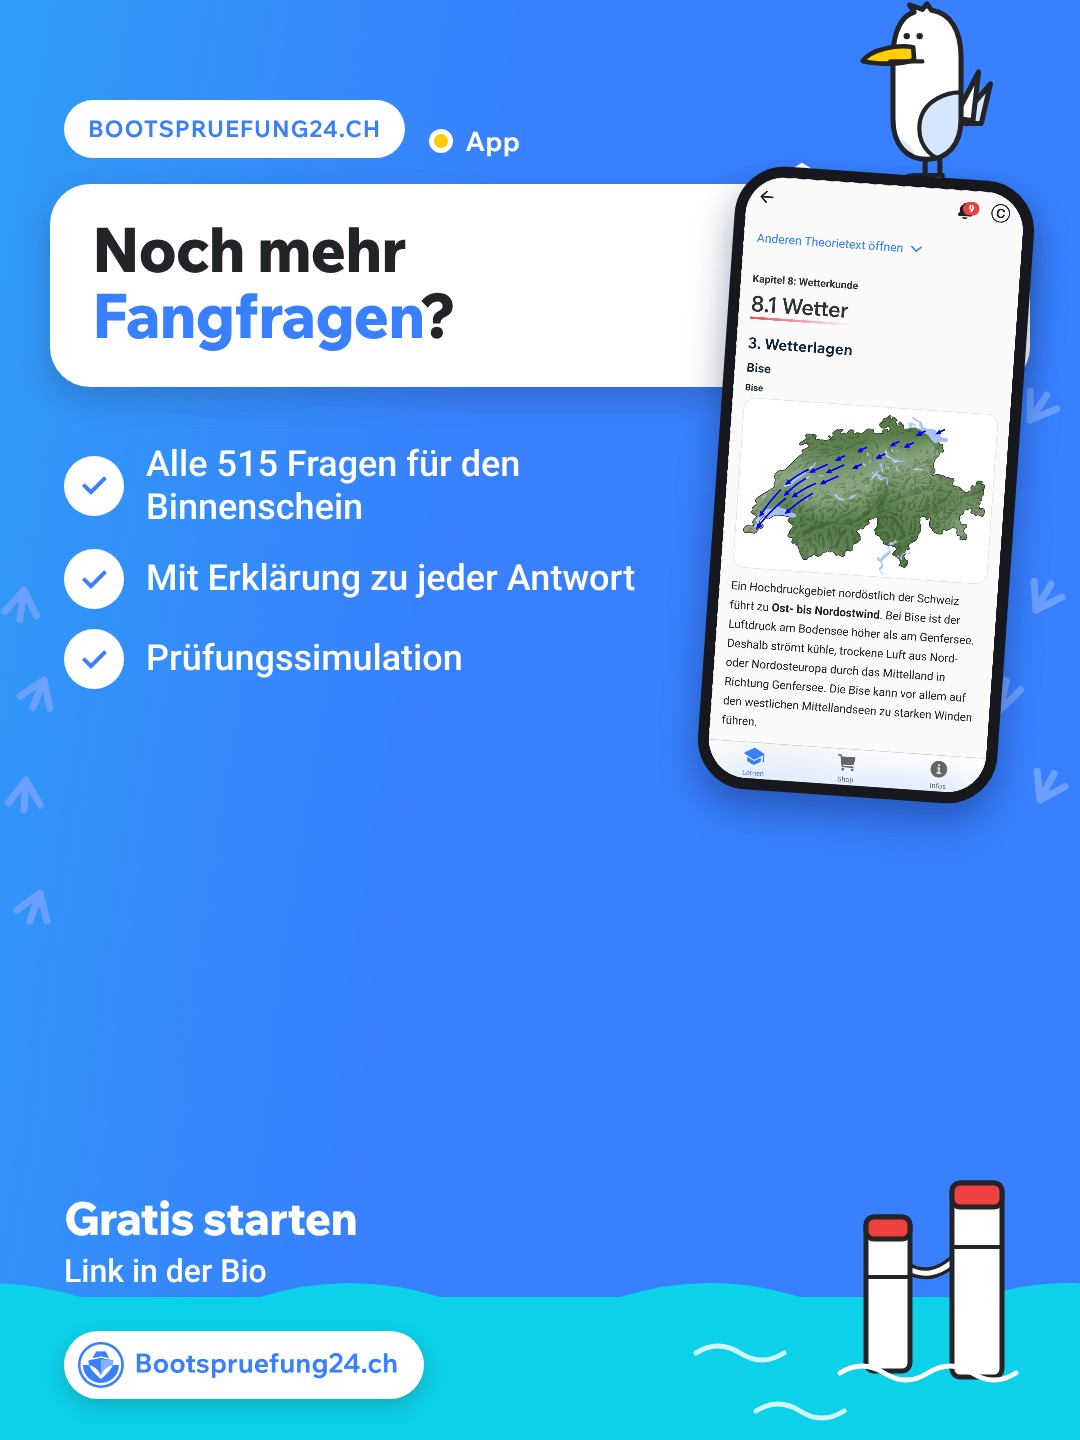 BOOTSPRUEFUNG24.CH
App
Noch mehr
Fangfragen?
Alle 515 Fragen für den
Binnenschein
Mit Erklärung zu jeder Antwort
Prüfungssimulation
9
C
Anderen Theorietext öffnen
Kapitel 8: Wetterkunde
8.1 Wetter
3. Wetterlagen
Bise
Bise
Ein Hochdruckgebiet nordöstlich der Schweiz
führt zu Ost- bis Nordostwind. Bei Bise ist der
Luftdruck am Bodensee höher als am Genfersee.
Deshalb strömt kühle, trockene Luft aus Nord-
oder Nordosteuropa durch das Mittelland in
Richtung Genfersee. Die Bise kann vor allem auf
den westlichen Mittellandseen zu starken Winden
führen.
Lernen
Shop
Infos
Gratis starten
Link in der Bio
Bootspruefung24.ch